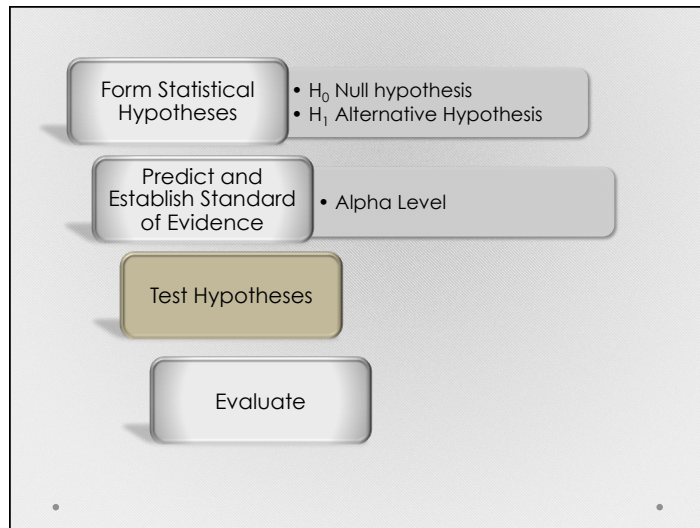 Form Statistical
Hypotheses
• H₀ Null hypothesis
• H₁ Alternative Hypothesis
Predict and
Establish Standard
of Evidence
• Alpha Level
Test Hypotheses
Evaluate